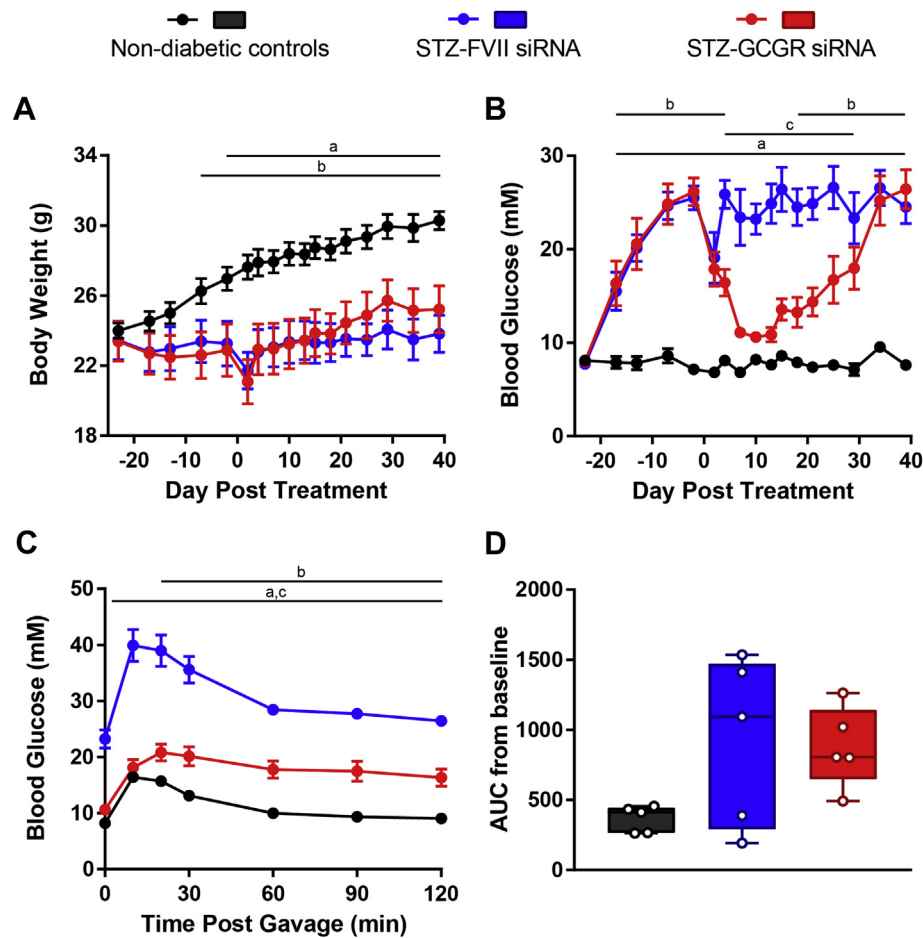 Non-diabetic controls
STZ-FVII siRNA
STZ-GCGR siRNA
A
a
b
34
30
26
22
18
Body Weight (g)
-20 -10 0 10 20 30 40
Day Post Treatment
B
b b
c
a
30
20
10
0
Blood Glucose (mM)
-20 -10 0 10 20 30 40
Day Post Treatment
C
b
a,c
50
40
30
20
10
0
Blood Glucose (mM)
0 30 60 90 120
Time Post Gavage (min)
D
2000
1500
1000
500
0
AUC from baseline